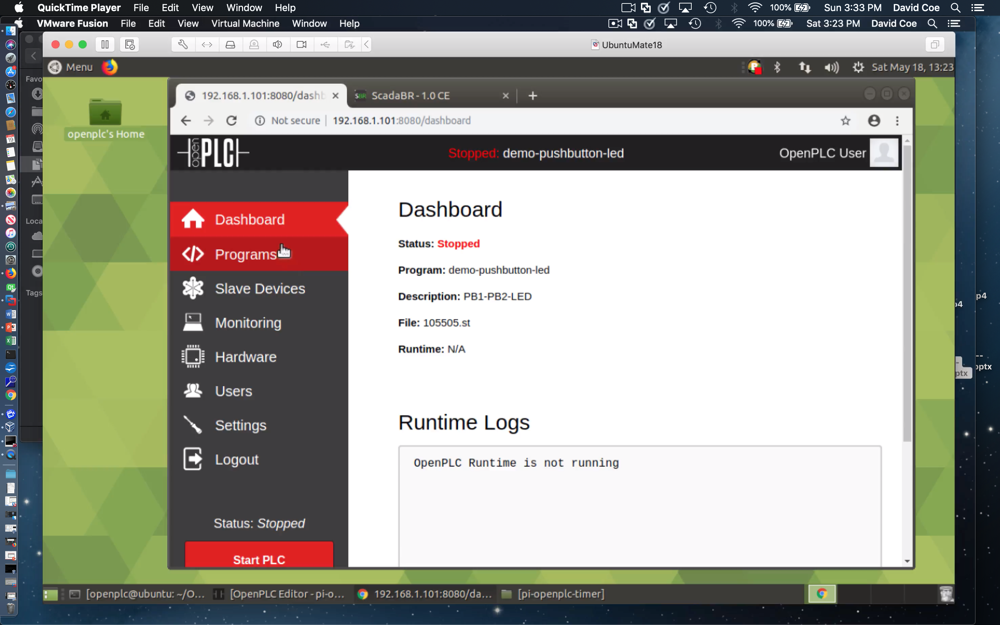 QuickTime Player File Edit View Window Help 100% Sun 3:33 PM David Coe
VMware Fusion File Edit View Virtual Machine Window Help 100% Sat 3:23 PM David Coe
UbuntuMate18
Menu Sat May 18, 13:23
Favo
192.168.1.101:8080/dashb SBR ScadaBR - 1.0 CE
Not secure 192.168.1.101:8080/dashboard
openplc's Home
open PLC Stopped: demo-pushbutton-led OpenPLC User
Dashboard
Programs
Slave Devices
Monitoring
Hardware
Users
Settings
Logout
Status: Stopped
Start PLC
Dashboard
Status: Stopped
Program: demo-pushbutton-led
Description: PB1-PB2-LED
File: 105505.st
Runtime: N/A
Runtime Logs
OpenPLC Runtime is not running
Loca
Tags
p4
p4
pptx
ptx
[openplc@ubuntu: ~/O... [OpenPLC Editor - pi-o... 192.168.1.101:8080/da... [pi-openplc-timer]